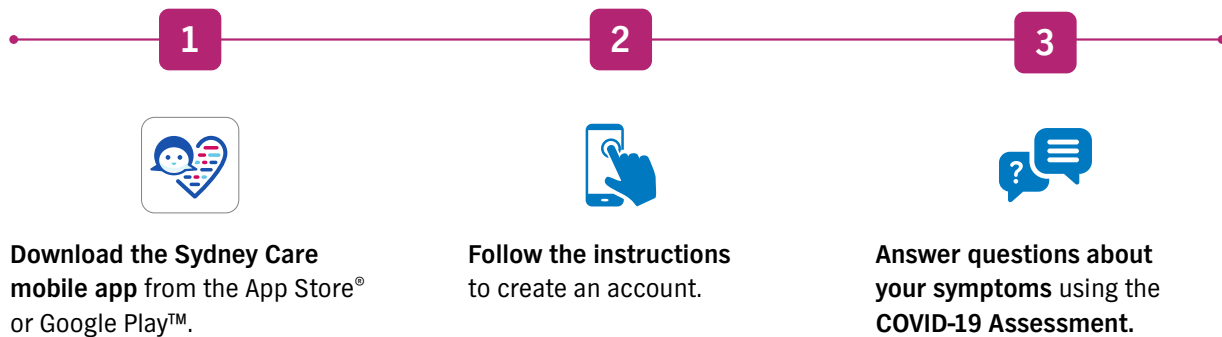 1
2
3
Download the Sydney Care
mobile app from the App Store®
or Google Play™.
Follow the instructions
to create an account.
?
Answer questions about
your symptoms using the
COVID-19 Assessment.